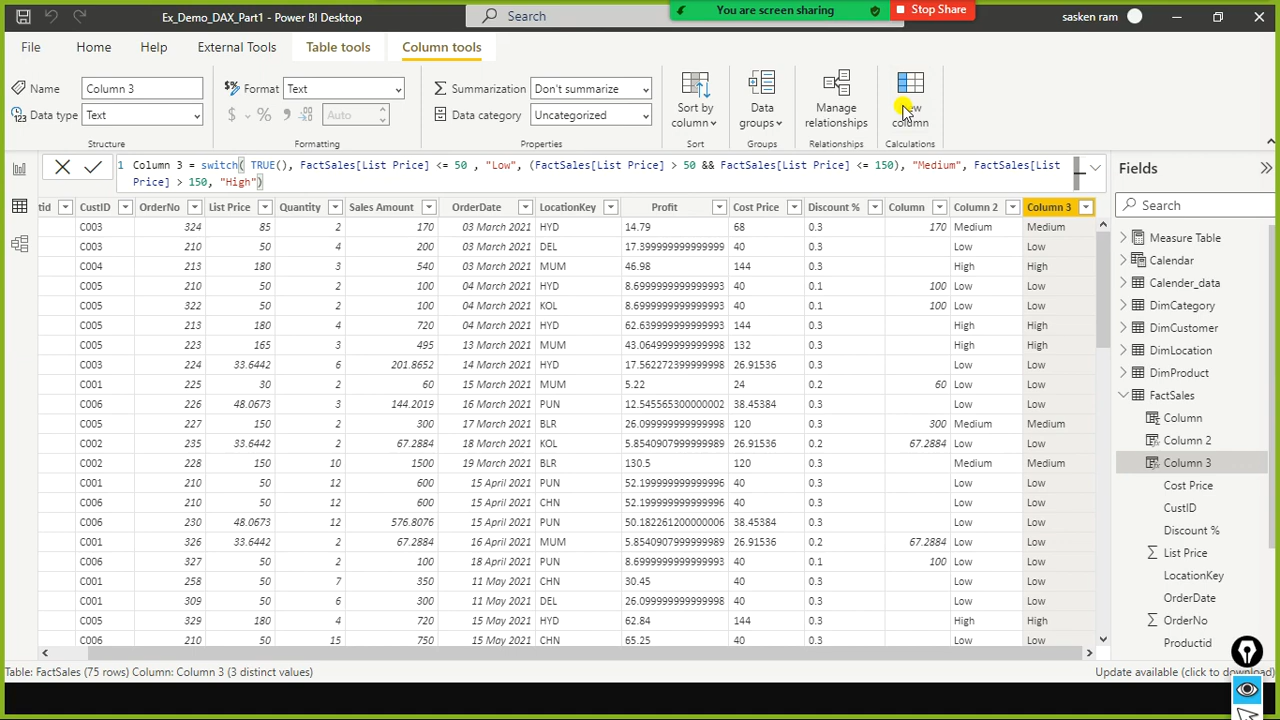 Ex_Demo_DAX_Part1 - Power BI Desktop
Search
You are screen sharing
Stop Share
sasken ram
File
Home
Help
External Tools
Table tools
Column tools
Name
Column 3
Format
Text
Summarization
Don't summarize
Data type
Text
$
%
Auto
Data category
Uncategorized
Sort by
column
Data
groups
Manage
relationships
column
Structure
Formatting
Properties
Sort
Groups
Relationships
Calculations
1 Column 3 = switch( TRUE(), FactSales[List Price] <= 50 , "Low", (FactSales[List Price] > 50 && FactSales[List Price] <= 150), "Medium", FactSales[List
Price] > 150, "High")
tid CustID OrderNo List Price Quantity Sales Amount OrderDate LocationKey Profit Cost Price Discount % Column Column 2 Column 3
C003 324 85 2 170 03 March 2021 HYD 14.79 68 0.3 170 Medium Medium
C003 210 50 4 200 03 March 2021 DEL 17.399999999999999 40 0.3 Low Low
C004 213 180 3 540 03 March 2021 MUM 46.98 144 0.3 High High
C005 210 50 2 100 04 March 2021 HYD 8.6999999999999993 40 0.1 100 Low Low
C005 322 50 2 100 04 March 2021 KOL 8.6999999999999993 40 0.1 100 Low Low
C005 213 180 4 720 04 March 2021 HYD 62.639999999999993 144 0.3 High High
C005 223 165 3 495 13 March 2021 MUM 43.064999999999998 132 0.3 High High
C003 224 33.6442 6 201.8652 14 March 2021 HYD 17.562272399999998 26.91536 0.3 Low Low
C001 225 30 2 60 15 March 2021 MUM 5.22 24 0.2 60 Low Low
C006 226 48.0673 3 144.2019 16 March 2021 PUN 12.545565300000002 38.45384 0.3 Low Low
C005 227 150 2 300 17 March 2021 BLR 26.099999999999998 120 0.3 300 Medium Medium
C002 235 33.6442 2 67.2884 18 March 2021 KOL 5.8540907999999989 26.91536 0.2 67.2884 Low Low
C002 228 150 10 1500 19 March 2021 BLR 130.5 120 0.3 Medium Medium
C001 210 50 12 600 15 April 2021 PUN 52.199999999999996 40 0.3 Low Low
C006 210 50 12 600 15 April 2021 CHN 52.199999999999996 40 0.3 Low Low
C006 230 48.0673 12 576.8076 15 April 2021 PUN 50.182261200000006 38.45384 0.3 Low Low
C001 326 33.6442 2 67.2884 16 April 2021 MUM 5.8540907999999989 26.91536 0.2 67.2884 Low Low
C006 327 50 2 100 18 April 2021 PUN 8.6999999999999993 40 0.1 100 Low Low
C001 258 50 7 350 11 May 2021 CHN 30.45 40 0.3 Low Low
C001 309 50 6 300 11 May 2021 DEL 26.099999999999998 40 0.3 Low Low
C005 329 180 4 720 15 May 2021 HYD 62.84 144 0.3 High High
C006 210 50 15 750 15 May 2021 CHN 65.25 40 0.3 Low Low
Fields
Search
Measure Table
Calendar
Calender_data
DimCategory
DimCustomer
DimLocation
DimProduct
FactSales
Column
Column 2
Column 3
Cost Price
CustID
Discount %
List Price
LocationKey
OrderDate
OrderNo
Productid
Table: FactSales (75 rows) Column: Column 3 (3 distinct values)
Update available (click to download)